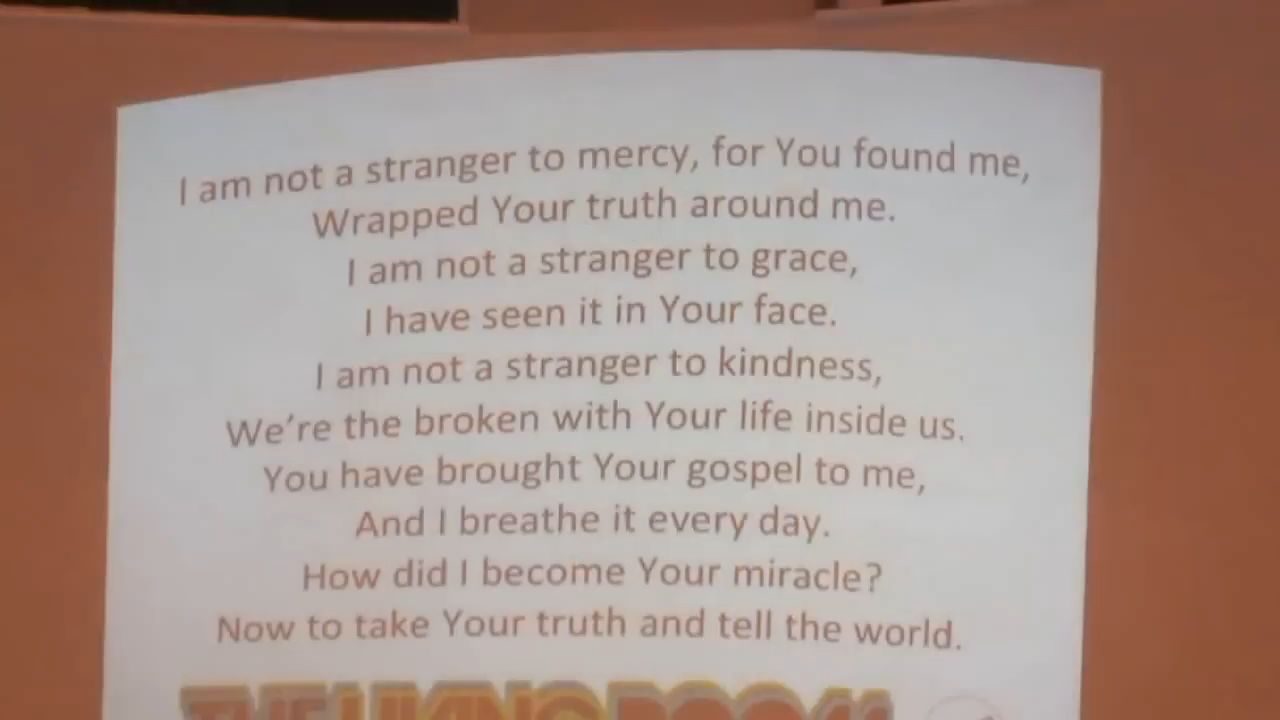 I am not a stranger to mercy, for You found me,
Wrapped Your truth around me.
I am not a stranger to grace,
I have seen it in Your face.
I am not a stranger to kindness,
We're the broken with Your life inside us.
You have brought Your gospel to me,
And I breathe it every day.
How did I become Your miracle?
Now to take Your truth and tell the world.